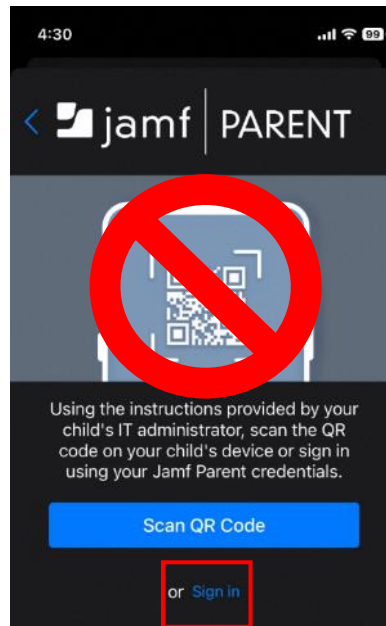 4:30
99
jamf | PARENT
Using the instructions provided by your
child's IT administrator, scan the QR
code on your child's device or sign in
using your Jamf Parent credentials.
Scan QR Code
or Sign in